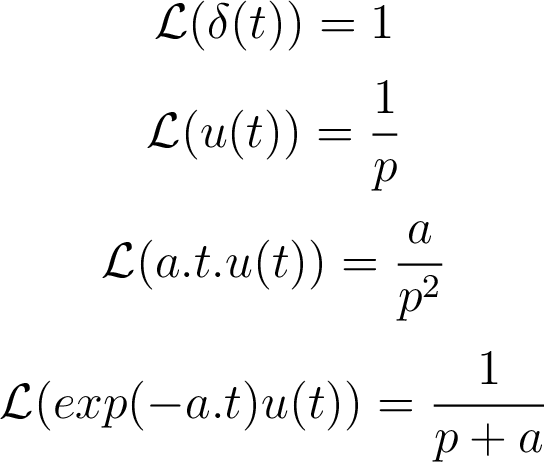 ℒ(δ(t)) = 1
ℒ(u(t)) = 1/p
ℒ(a.t.u(t)) = a/p²
ℒ(exp(−a.t)u(t)) = 1/(p + a)